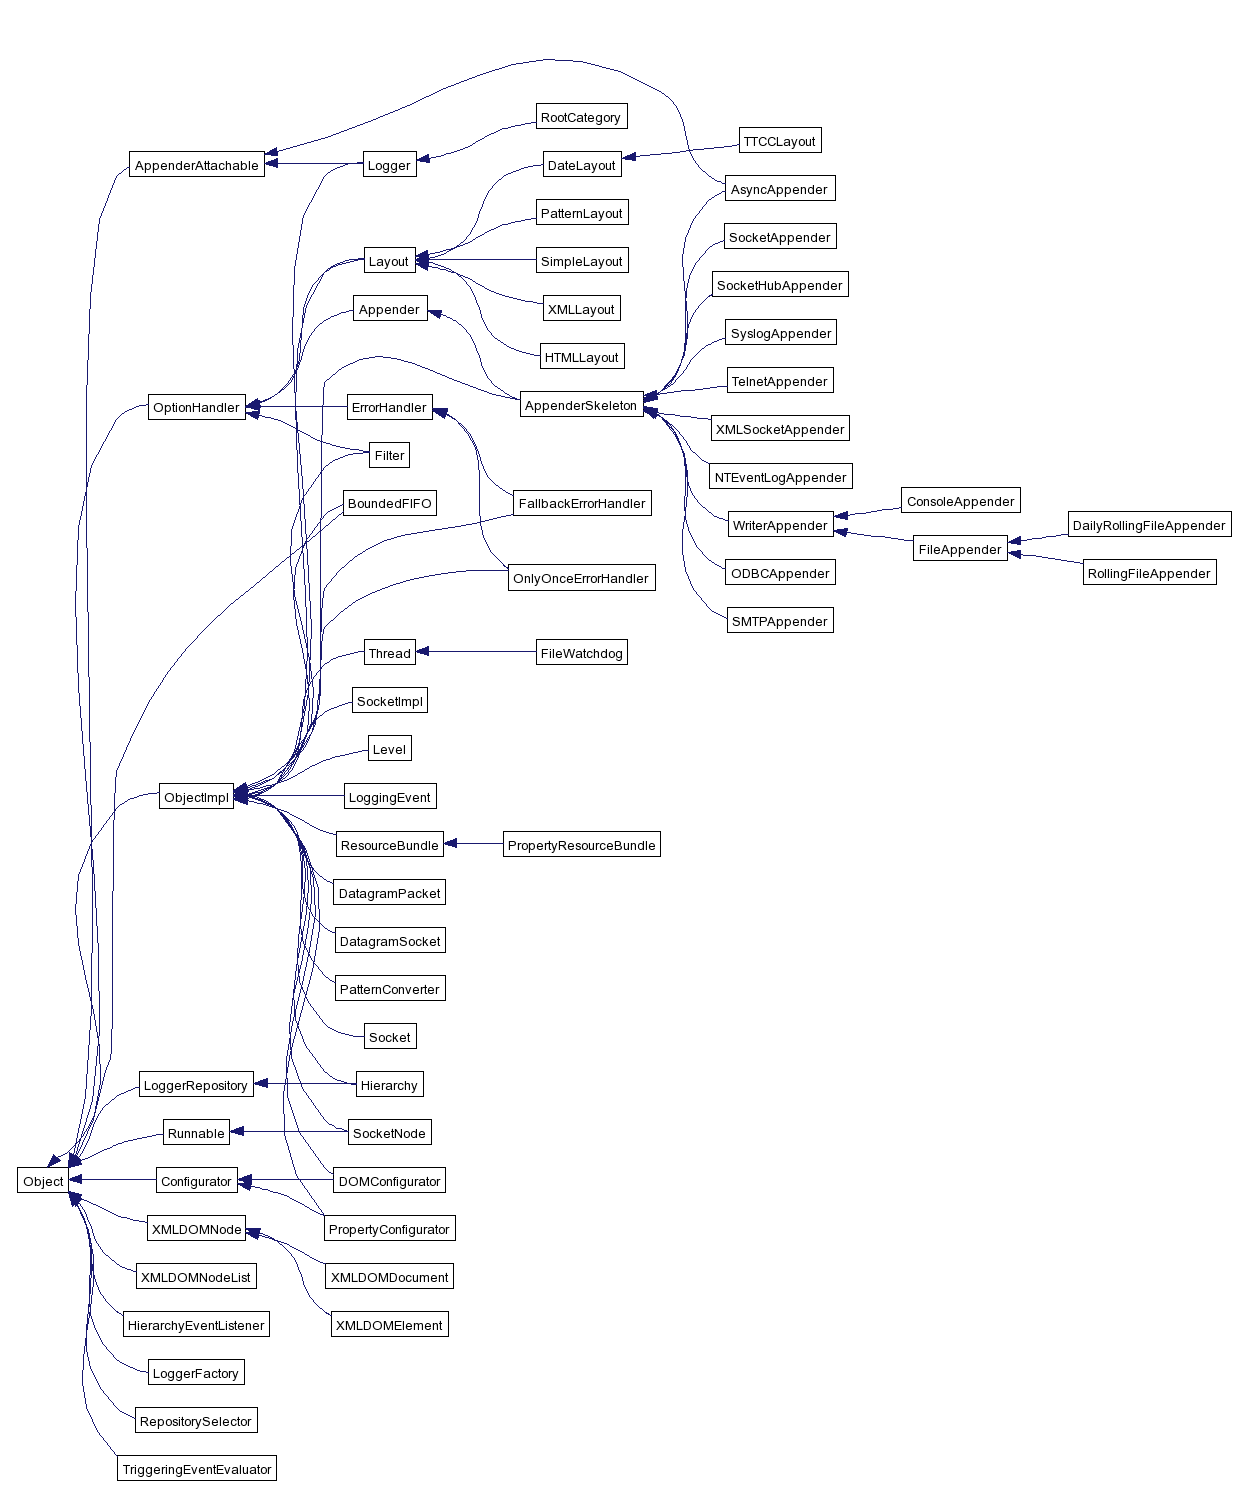 RootCategory
TTCCLayout
AppenderAttachable
Logger
DateLayout
AsyncAppender
PatternLayout
SocketAppender
Layout
SimpleLayout
SocketHubAppender
Appender
XMLLayout
SyslogAppender
HTMLLayout
TelnetAppender
OptionHandler
ErrorHandler
AppenderSkeleton
XMLSocketAppender
Filter
NTEventLogAppender
BoundedFIFO
FallbackErrorHandler
ConsoleAppender
WriterAppender
DailyRollingFileAppender
FileAppender
OnlyOnceErrorHandler
ODBCAppender
RollingFileAppender
SMTPAppender
Thread
FileWatchdog
SocketImpl
Level
ObjectImpl
LoggingEvent
ResourceBundle
PropertyResourceBundle
DatagramPacket
DatagramSocket
PatternConverter
Socket
LoggerRepository
Hierarchy
Runnable
SocketNode
Object
Configurator
DOMConfigurator
XMLDOMNode
PropertyConfigurator
XMLDOMNodeList
XMLDOMDocument
HierarchyEventListener
XMLDOMElement
LoggerFactory
RepositorySelector
TriggeringEventEvaluator